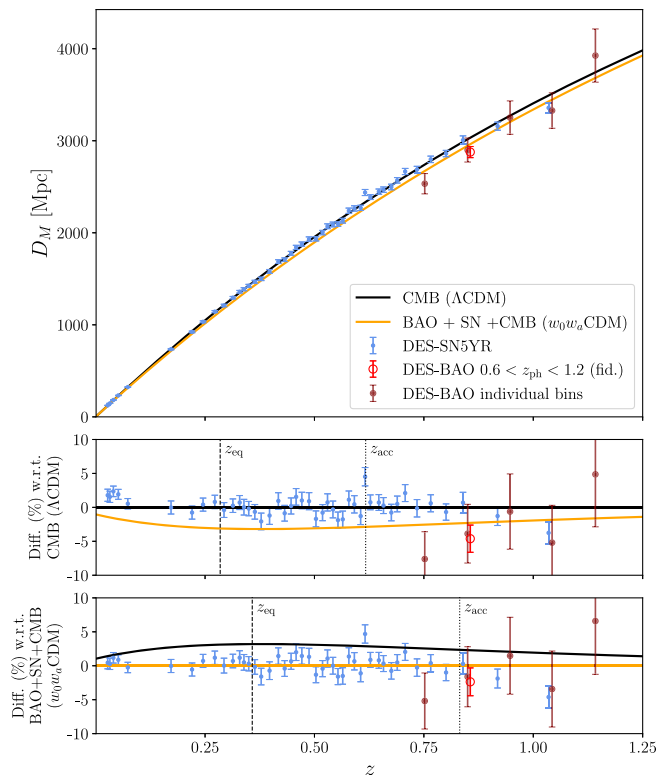 4000
3000
2000
1000
0
D_M [Mpc]
CMB (ΛCDM)
BAO + SN +CMB (w₀wₐCDM)
DES-SN5YR
DES-BAO 0.6 < z_ph < 1.2 (fid.)
DES-BAO individual bins
10
5
0
-5
-10
Diff. (%) w.r.t.
CMB (ΛCDM)
z_eq
z_acc
10
5
0
-5
-10
Diff. (%) w.r.t.
BAO+SN+CMB
(w₀wₐCDM)
z_eq
z_acc
0.25
0.50
0.75
1.00
1.25
z